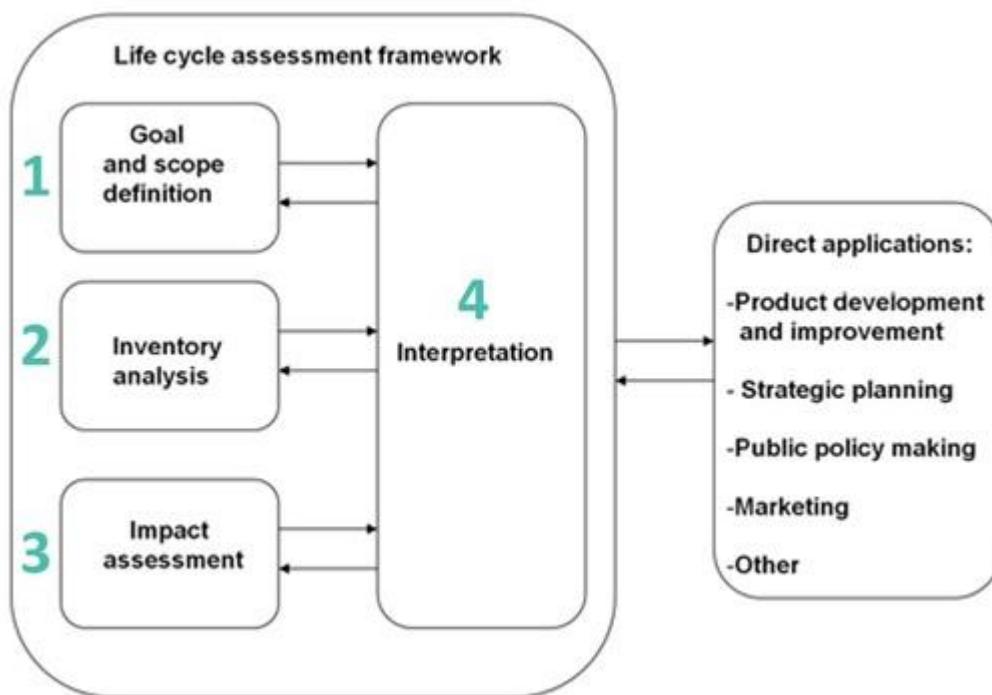 Life cycle assessment framework
1
Goal
and scope
definition
2
Inventory
analysis
3
Impact
assessment
4
Interpretation
Direct applications:
-Product development
and improvement
- Strategic planning
-Public policy making
-Marketing
-Other